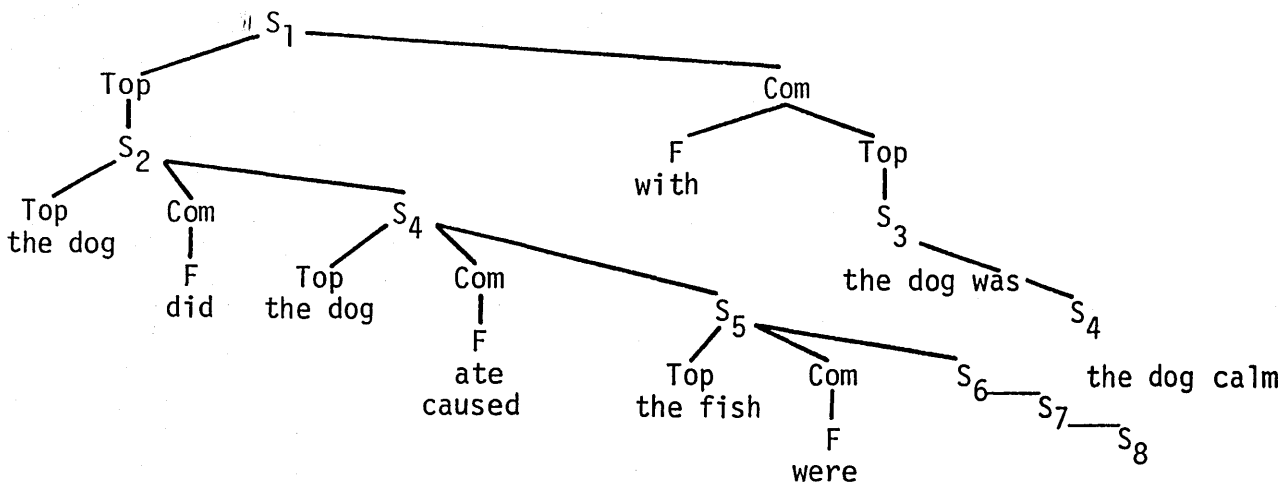 S1
Top Com
S2 F Top
with
Top Com S4 S3
the dog F Top Com the dog was S4
did the dog F S5
ate Top Com S6 the dog calm
caused the fish F S7
were S8